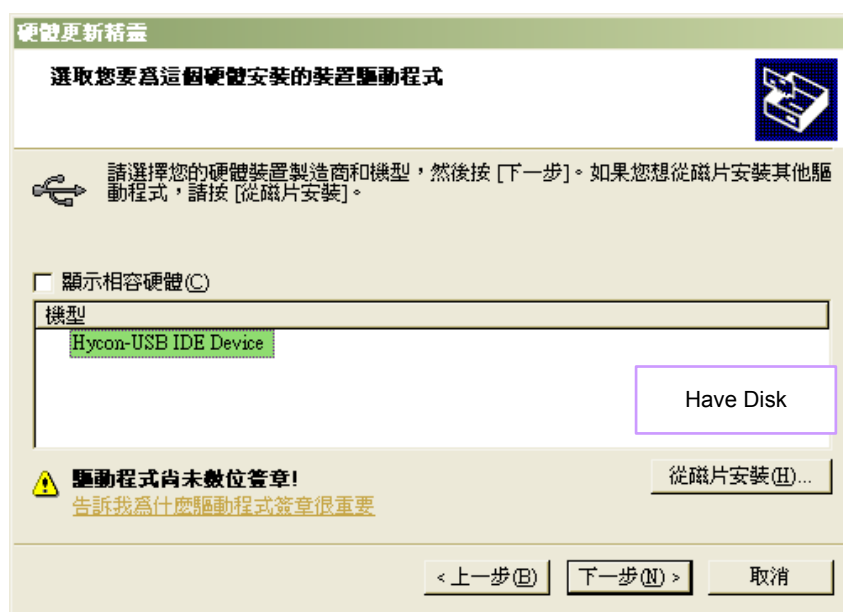 硬體更新精靈
選取您要為這個硬體安裝的裝置驅動程式
請選擇您的硬體裝置製造商和機型，然後按 [下一步]。如果您想從磁片安裝其他驅
動程式，請按 [從磁片安裝]。
顯示相容硬體(C)
機型
Hycon-USB IDE Device
Have Disk
驅動程式尚未數位簽章!
告訴我為什麼驅動程式簽章很重要
從磁片安裝(H)...
< 上一步(B)
下一步(N) >
取消